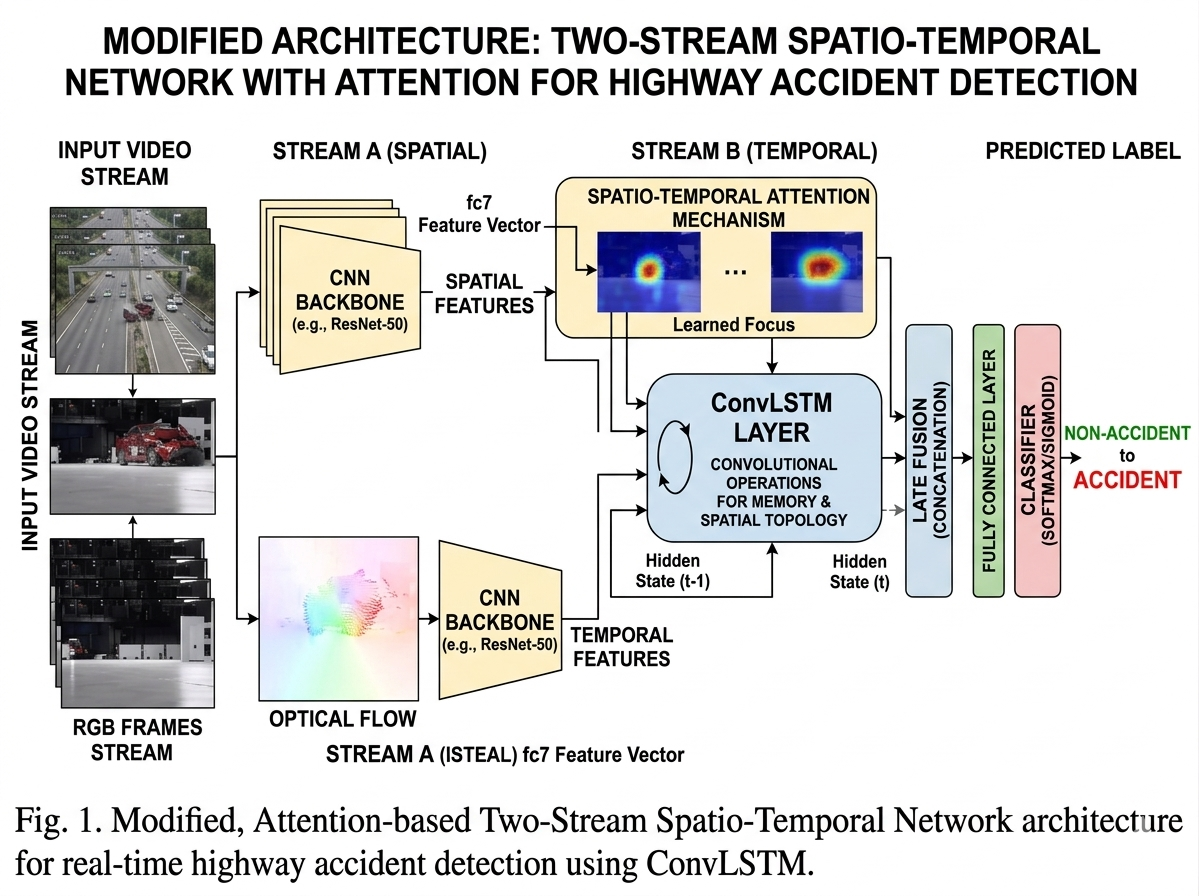 MODIFIED ARCHITECTURE: TWO-STREAM SPATIO-TEMPORAL
NETWORK WITH ATTENTION FOR HIGHWAY ACCIDENT DETECTION
INPUT VIDEO
STREAM
STREAM A (SPATIAL)
STREAM B (TEMPORAL)
PREDICTED LABEL
fc7
Feature Vector
SPATIO-TEMPORAL ATTENTION
MECHANISM
...
Learned Focus
CNN
BACKBONE
(e.g., ResNet-50)
SPATIAL
FEATURES
INPUT VIDEO STREAM
ConvLSTM
LAYER
CONVOLUTIONAL
OPERATIONS
FOR MEMORY &
SPATIAL TOPOLOGY
LATE FUSION
(CONCATENATION)
FULLY CONNECTED LAYER
CLASSIFIER
(SOFTMAX/SIGMOID)
NON-ACCIDENT
to
ACCIDENT
Hidden
State (t-1)
Hidden
State (t)
CNN
BACKBONE
(e.g., ResNet-50)
TEMPORAL
FEATURES
RGB FRAMES
STREAM
OPTICAL FLOW
STREAM A (ISTEAL) fc7 Feature Vector
Fig. 1. Modified, Attention-based Two-Stream Spatio-Temporal Network architecture
for real-time highway accident detection using ConvLSTM.